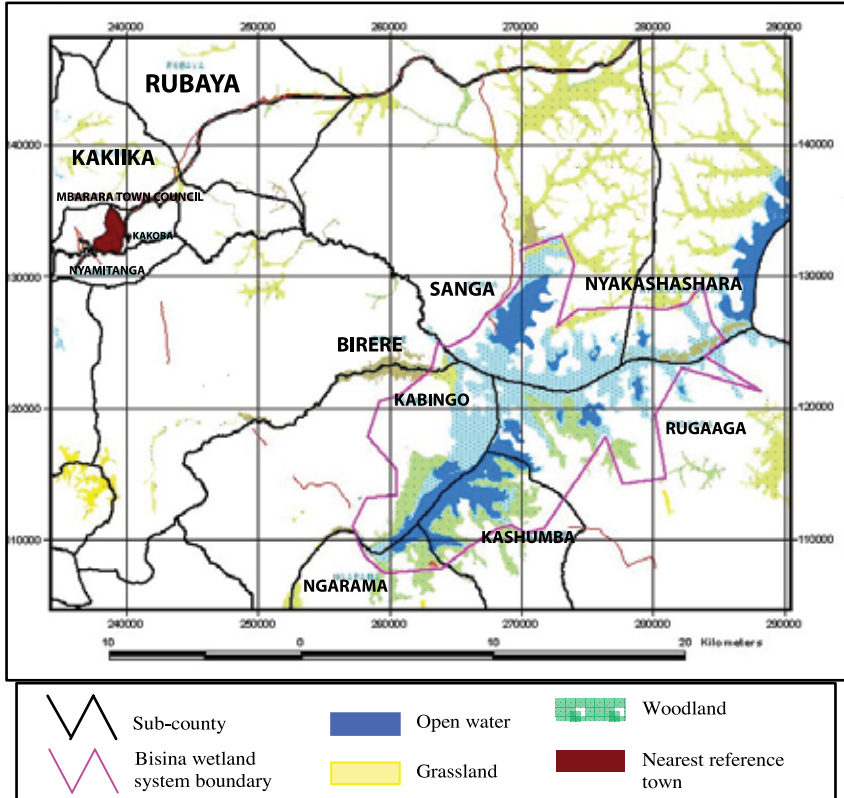 240000 250000 260000 270000 280000 290000
RUBAYA
140000 140000
KAKIIKA
MBARARA TOWN COUNCIL
KAKOBA
NYAMITANGA
130000 130000
SANGA
NYAKASHASHARA
BIRERE
KABINGO
120000 120000
RUGAAGA
KASHUMBA
110000 110000
NGARAMA
240000 250000 260000 270000 280000 290000
10 0 10 20 Kilometers
Sub-county
Open water
Woodland
Bisina wetland
system boundary
Grassland
Nearest reference
town